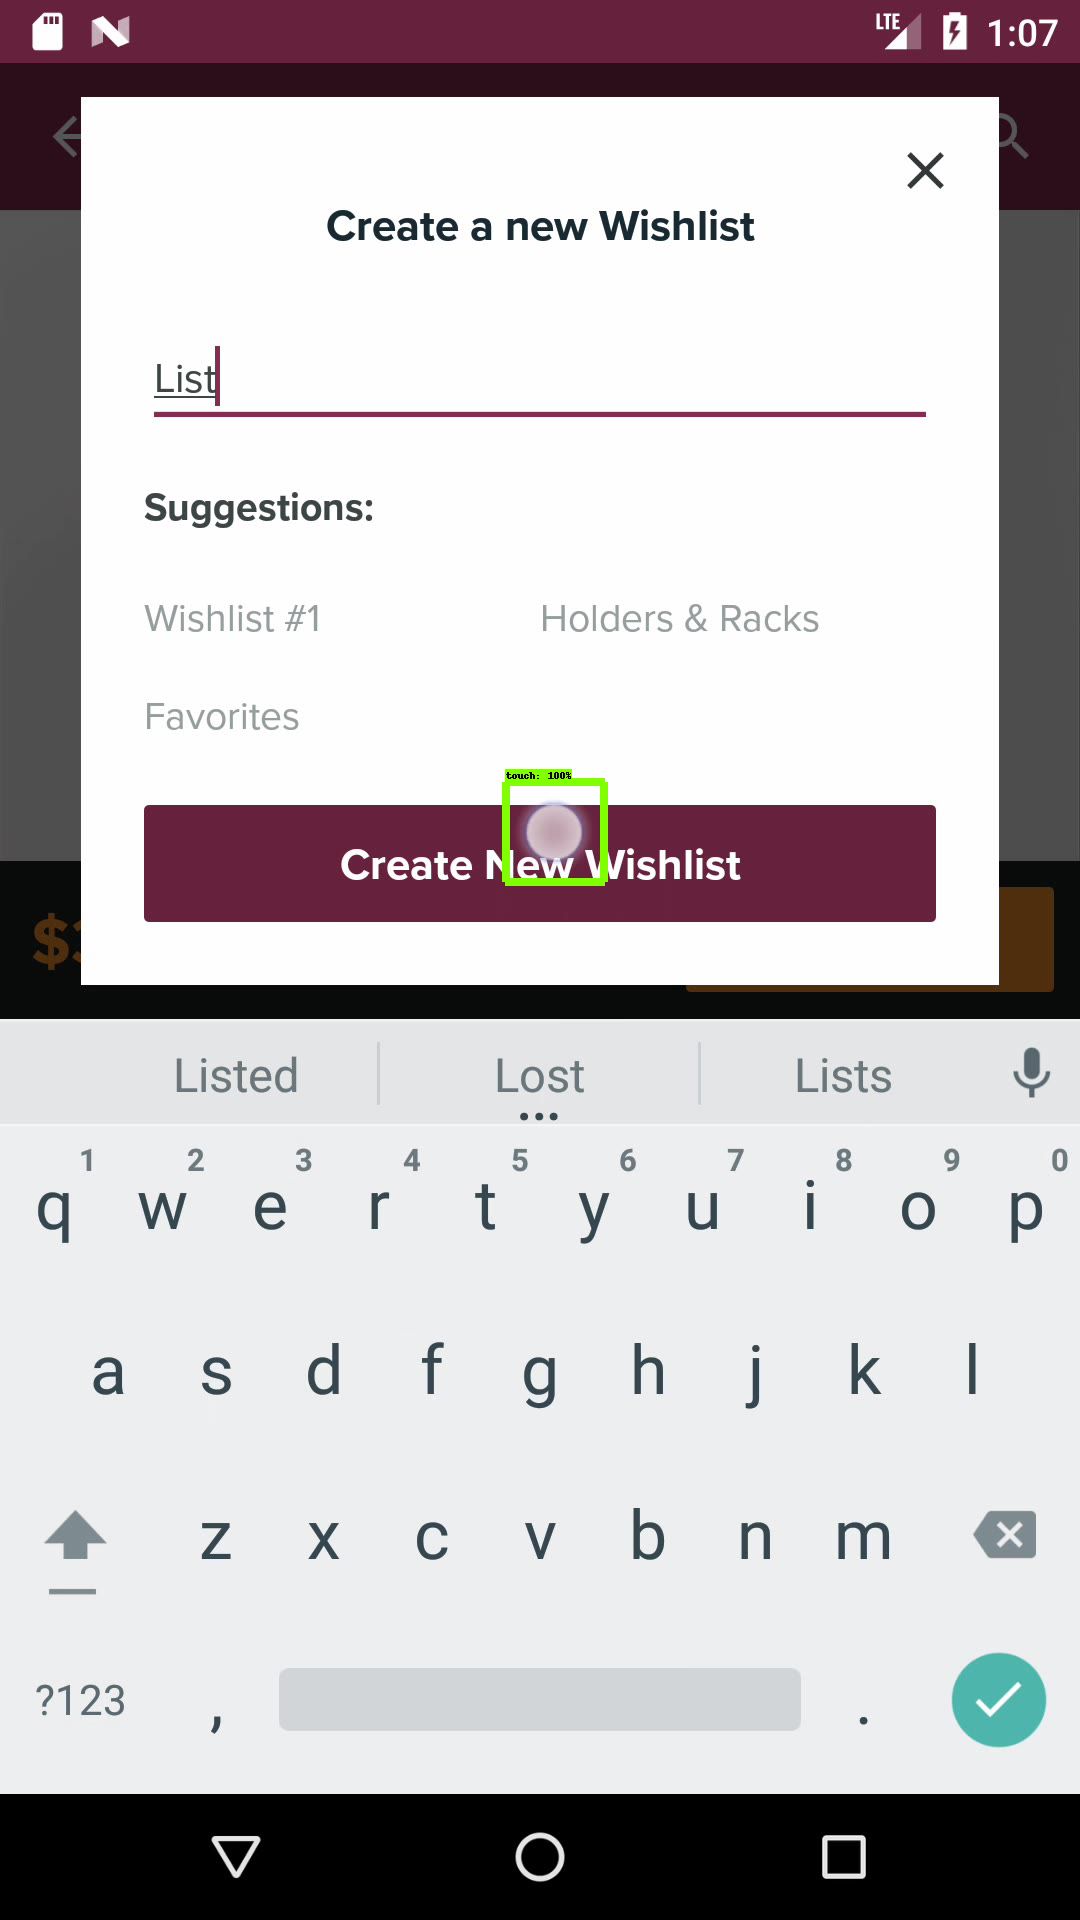 LTE 1:07
Create a new Wishlist
List
Suggestions:
Wishlist #1 Holders & Racks
Favorites
touch: 100%
Create New Wishlist
$
Listed Lost Lists
1 2 3 4 5 6 7 8 9 0
q w e r t y u i o p
a s d f g h j k l
z x c v b n m
?123 , .